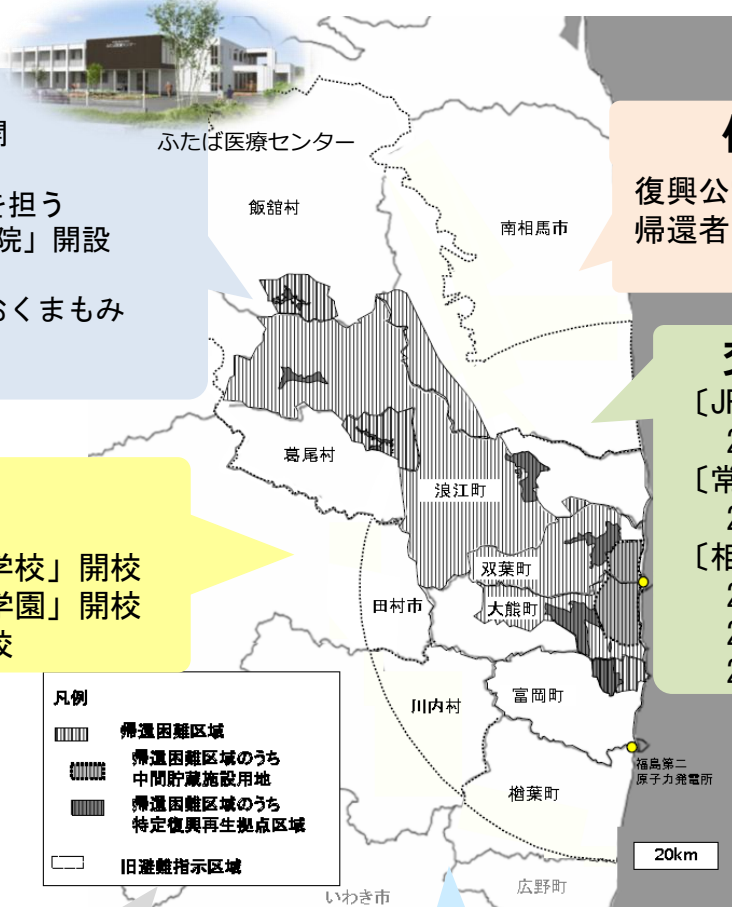 ふたば医療センター
開
を担う
院」開設
おくまもみ
飯舘村
南相馬市
復興公
帰還者
〔JR
2
〔常
2
〔相
2
2
2
葛尾村
浪江町
学校」開校
学園」開校
校
双葉町
田村市
大熊町
川内村
富岡町
楢葉町
福島第二
原子力発電所
凡例
帰還困難区域
帰還困難区域のうち
中間貯蔵施設用地
帰還困難区域のうち
特定復興再生拠点区域
旧避難指示区域
20km
いわき市
広野町